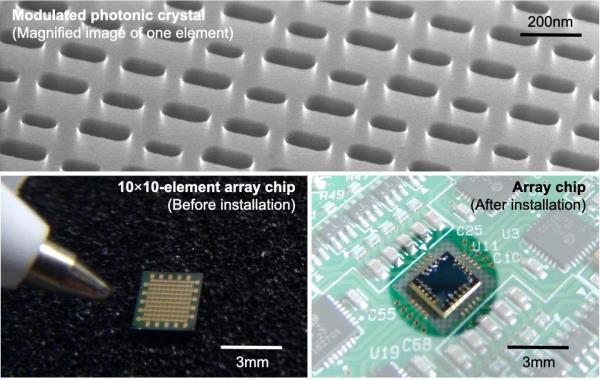 Modulated photonic crystal
(Magnified image of one element)
200nm
10×10-element array chip
(Before installation)
3mm
Array chip
(After installation)
R47
R49
C25
U11
C1C
U3
C55
U19
C68
3mm